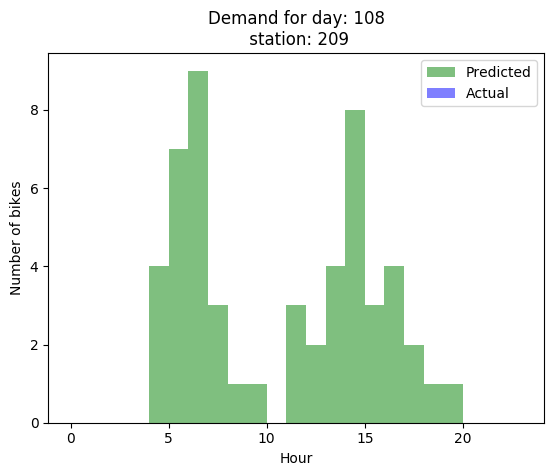 Demand for day: 108
station: 209
Predicted
Actual
Number of bikes
8
6
4
2
0
0 5 10 15 20
Hour